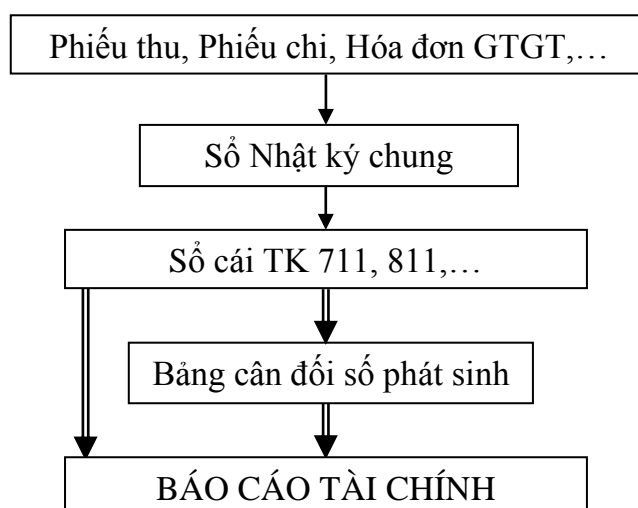 Phiếu thu, Phiếu chi, Hóa đơn GTGT,…
Sổ Nhật ký chung
Sổ cái TK 711, 811,…
Bảng cân đối số phát sinh
BÁO CÁO TÀI CHÍNH